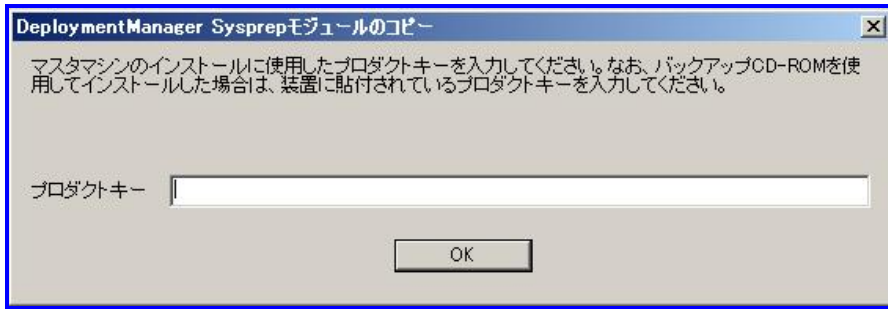 DeploymentManager Sysprepモジュールのコピー
マスタマシンのインストールに使用したプロダクトキーを入力してください。なお、バックアップCD-ROMを使
用してインストールした場合は、装置に貼付されているプロダクトキーを入力してください。
プロダクトキー
OK